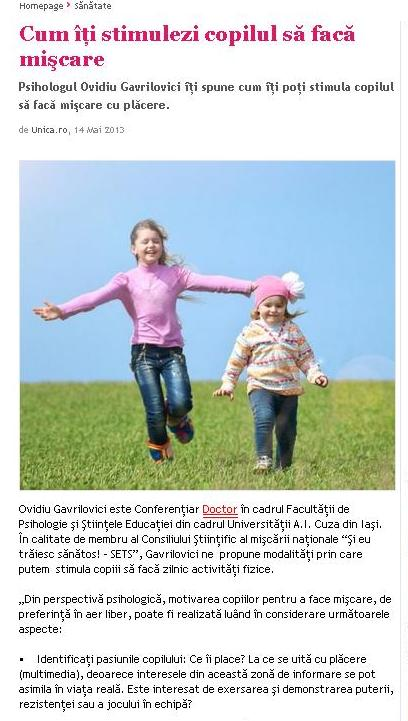 Homepage > Sănătate
Cum îţi stimulezi copilul să facă
mişcare
Psihologul Ovidiu Gavrilovici îţi spune cum îţi poţi stimula copilul
să facă mişcare cu plăcere.
de Unica.ro, 14 Mai 2013
Ovidiu Gavrilovici este Conferenţiar Doctor în cadrul Facultăţii de
Psihologie şi Ştiinţele Educaţiei din cadrul Universităţii A.I. Cuza din Iaşi.
În calitate de membru al Consiliului Ştiinţific al mişcării naţionale “Şi eu
trăiesc sănătos! - SETS”, Gavrilovici ne propune modalităţi prin care
putem stimula copiii să facă zilnic activităţi fizice.
„Din perspectivă psihologică, motivarea copiilor pentru a face mişcare, de
preferinţă în aer liber, poate fi realizată luând în considerare următoarele
aspecte:
• Identificaţi pasiunile copilului: Ce îi place? La ce se uită cu plăcere
(multimedia), deoarece interesele din această zonă de informare se pot
asimila în viaţa reală. Este interesat de exersarea şi demonstrarea puterii,
rezistenţei sau a jocului în echipă?